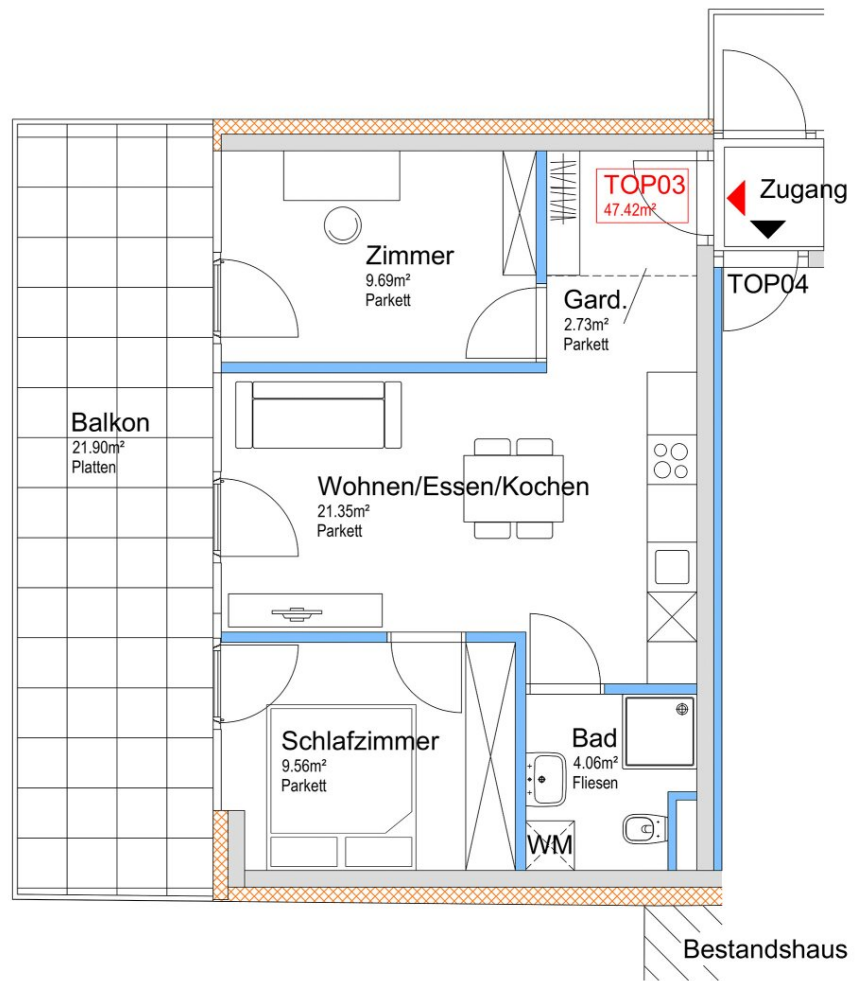 TOP03
47.42m²
Zugang
Zimmer
9.69m²
Parkett
TOP04
Gard.
2.73m²
Parkett
Balkon
21.90m²
Platten
Wohnen/Essen/Kochen
21.35m²
Parkett
Schlafzimmer
9.56m²
Parkett
Bad
4.06m²
Fliesen
WM
Bestandshaus